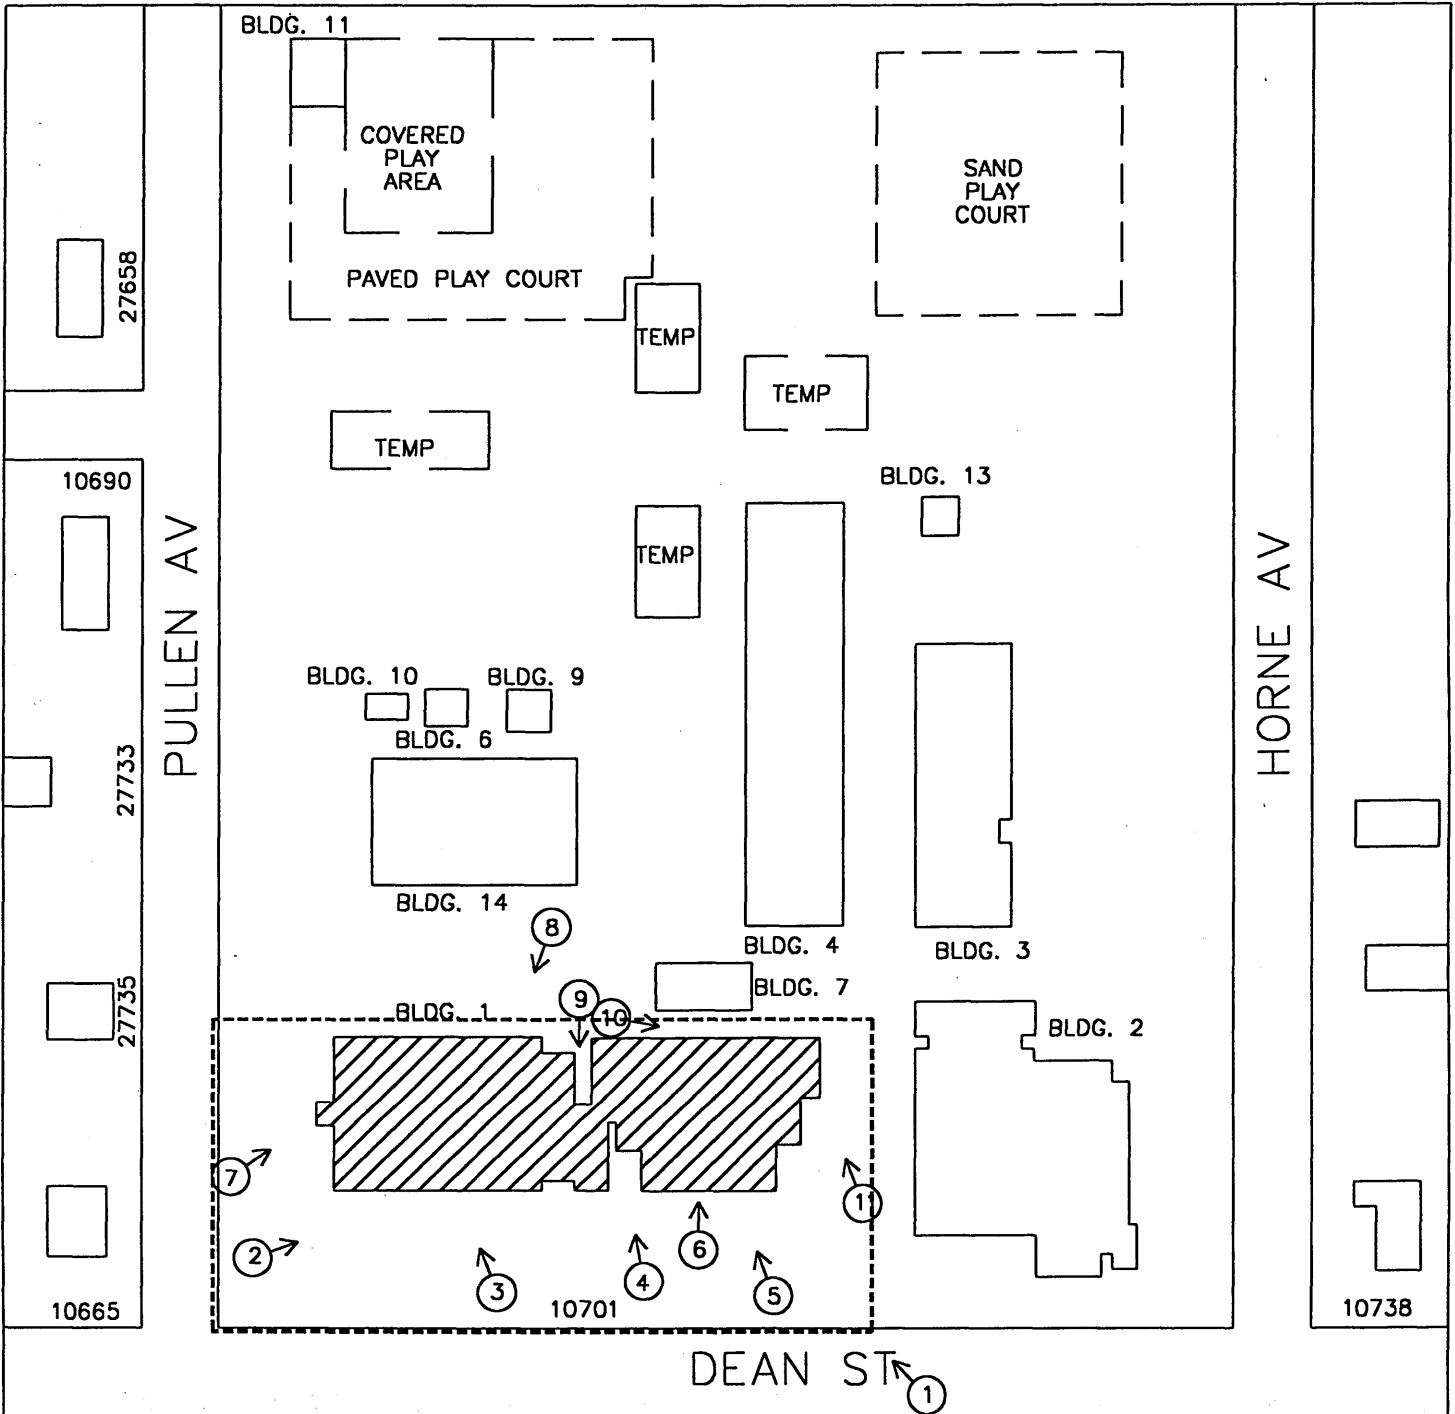 BLDG. 11
COVERED
PLAY
AREA
SAND
PLAY
COURT
PAVED PLAY COURT
27658
TEMP
TEMP
TEMP
10690
BLDG. 13
PULLEN AV
HORNE AV
TEMP
BLDG. 10
BLDG. 9
BLDG. 6
27733
BLDG. 14
8
BLDG. 4
BLDG. 3
BLDG. 7
27735
BLDG. 1
9
10
BLDG. 2
7
11
2
6
3
4
5
10665
10701
10738
DEAN ST
1